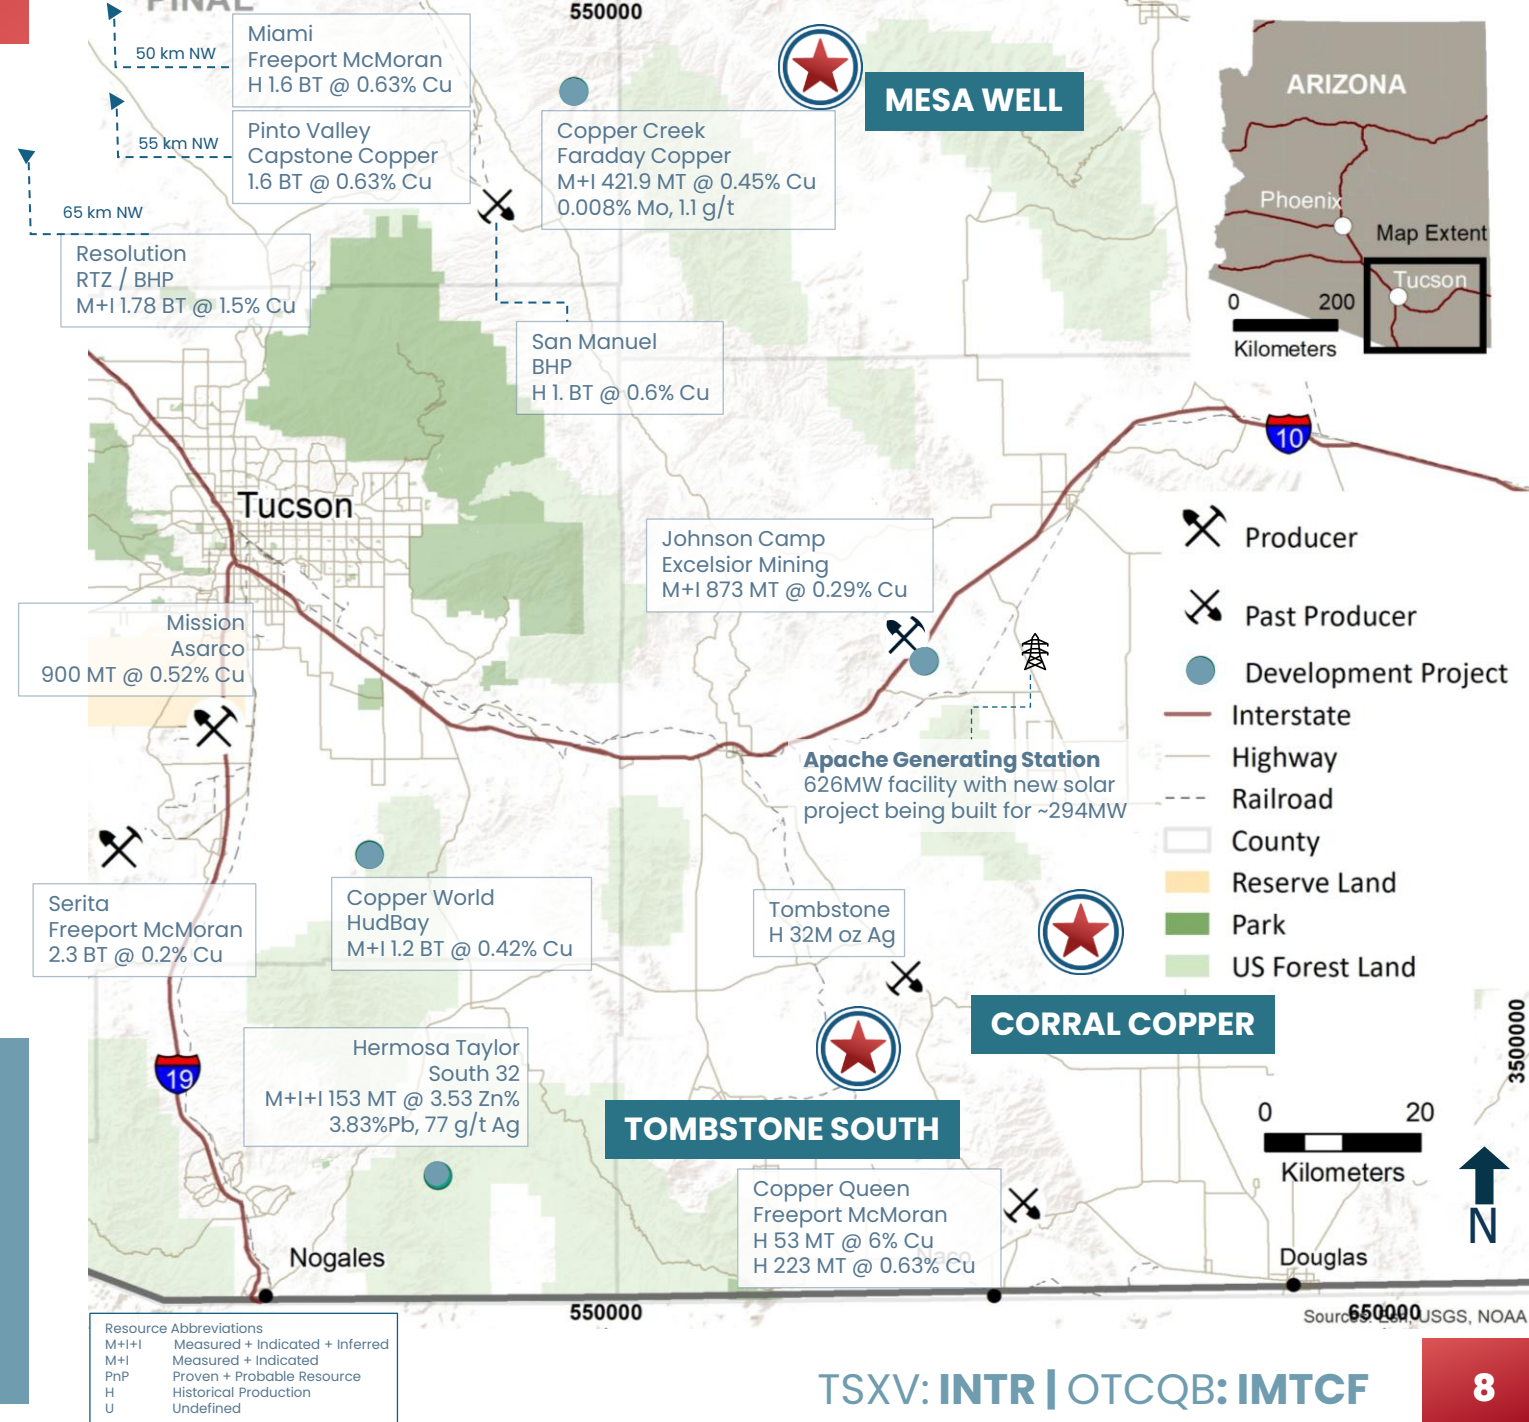 PINAL
550000
50 km NW
Miami
Freeport McMoran
H 1.6 BT @ 0.63% Cu
55 km NW
Pinto Valley
Capstone Copper
1.6 BT @ 0.63% Cu
65 km NW
Resolution
RTZ / BHP
M+I 1.78 BT @ 1.5% Cu
Copper Creek
Faraday Copper
M+I 421.9 MT @ 0.45% Cu
0.008% Mo, 1.1 g/t
MESA WELL
ARIZONA
Phoenix
Map Extent
Tucson
0 200
Kilometers
San Manuel
BHP
H 1. BT @ 0.6% Cu
10
Tucson
Johnson Camp
Excelsior Mining
M+I 873 MT @ 0.29% Cu
Mission
Asarco
900 MT @ 0.52% Cu
Apache Generating Station
626MW facility with new solar
project being built for ~294MW
Producer
Past Producer
Development Project
Interstate
Highway
Railroad
County
Reserve Land
Park
US Forest Land
Serita
Freeport McMoran
2.3 BT @ 0.2% Cu
Copper World
HudBay
M+I 1.2 BT @ 0.42% Cu
Tombstone
H 32M oz Ag
CORRAL COPPER
3500000
19
Hermosa Taylor
South 32
M+I+I 153 MT @ 3.53 Zn%
3.83%Pb, 77 g/t Ag
TOMBSTONE SOUTH
0 20
Kilometers
N
Copper Queen
Freeport McMoran
H 53 MT @ 6% Cu
H 223 MT @ 0.63% Cu
Naco
Nogales
Douglas
550000
650000
Sources: Esri, USGS, NOAA
Resource Abbreviations
M+I+I Measured + Indicated + Inferred
M+I Measured + Indicated
PnP Proven + Probable Resource
H Historical Production
U Undefined
TSXV: INTR | OTCQB: IMTCF
8